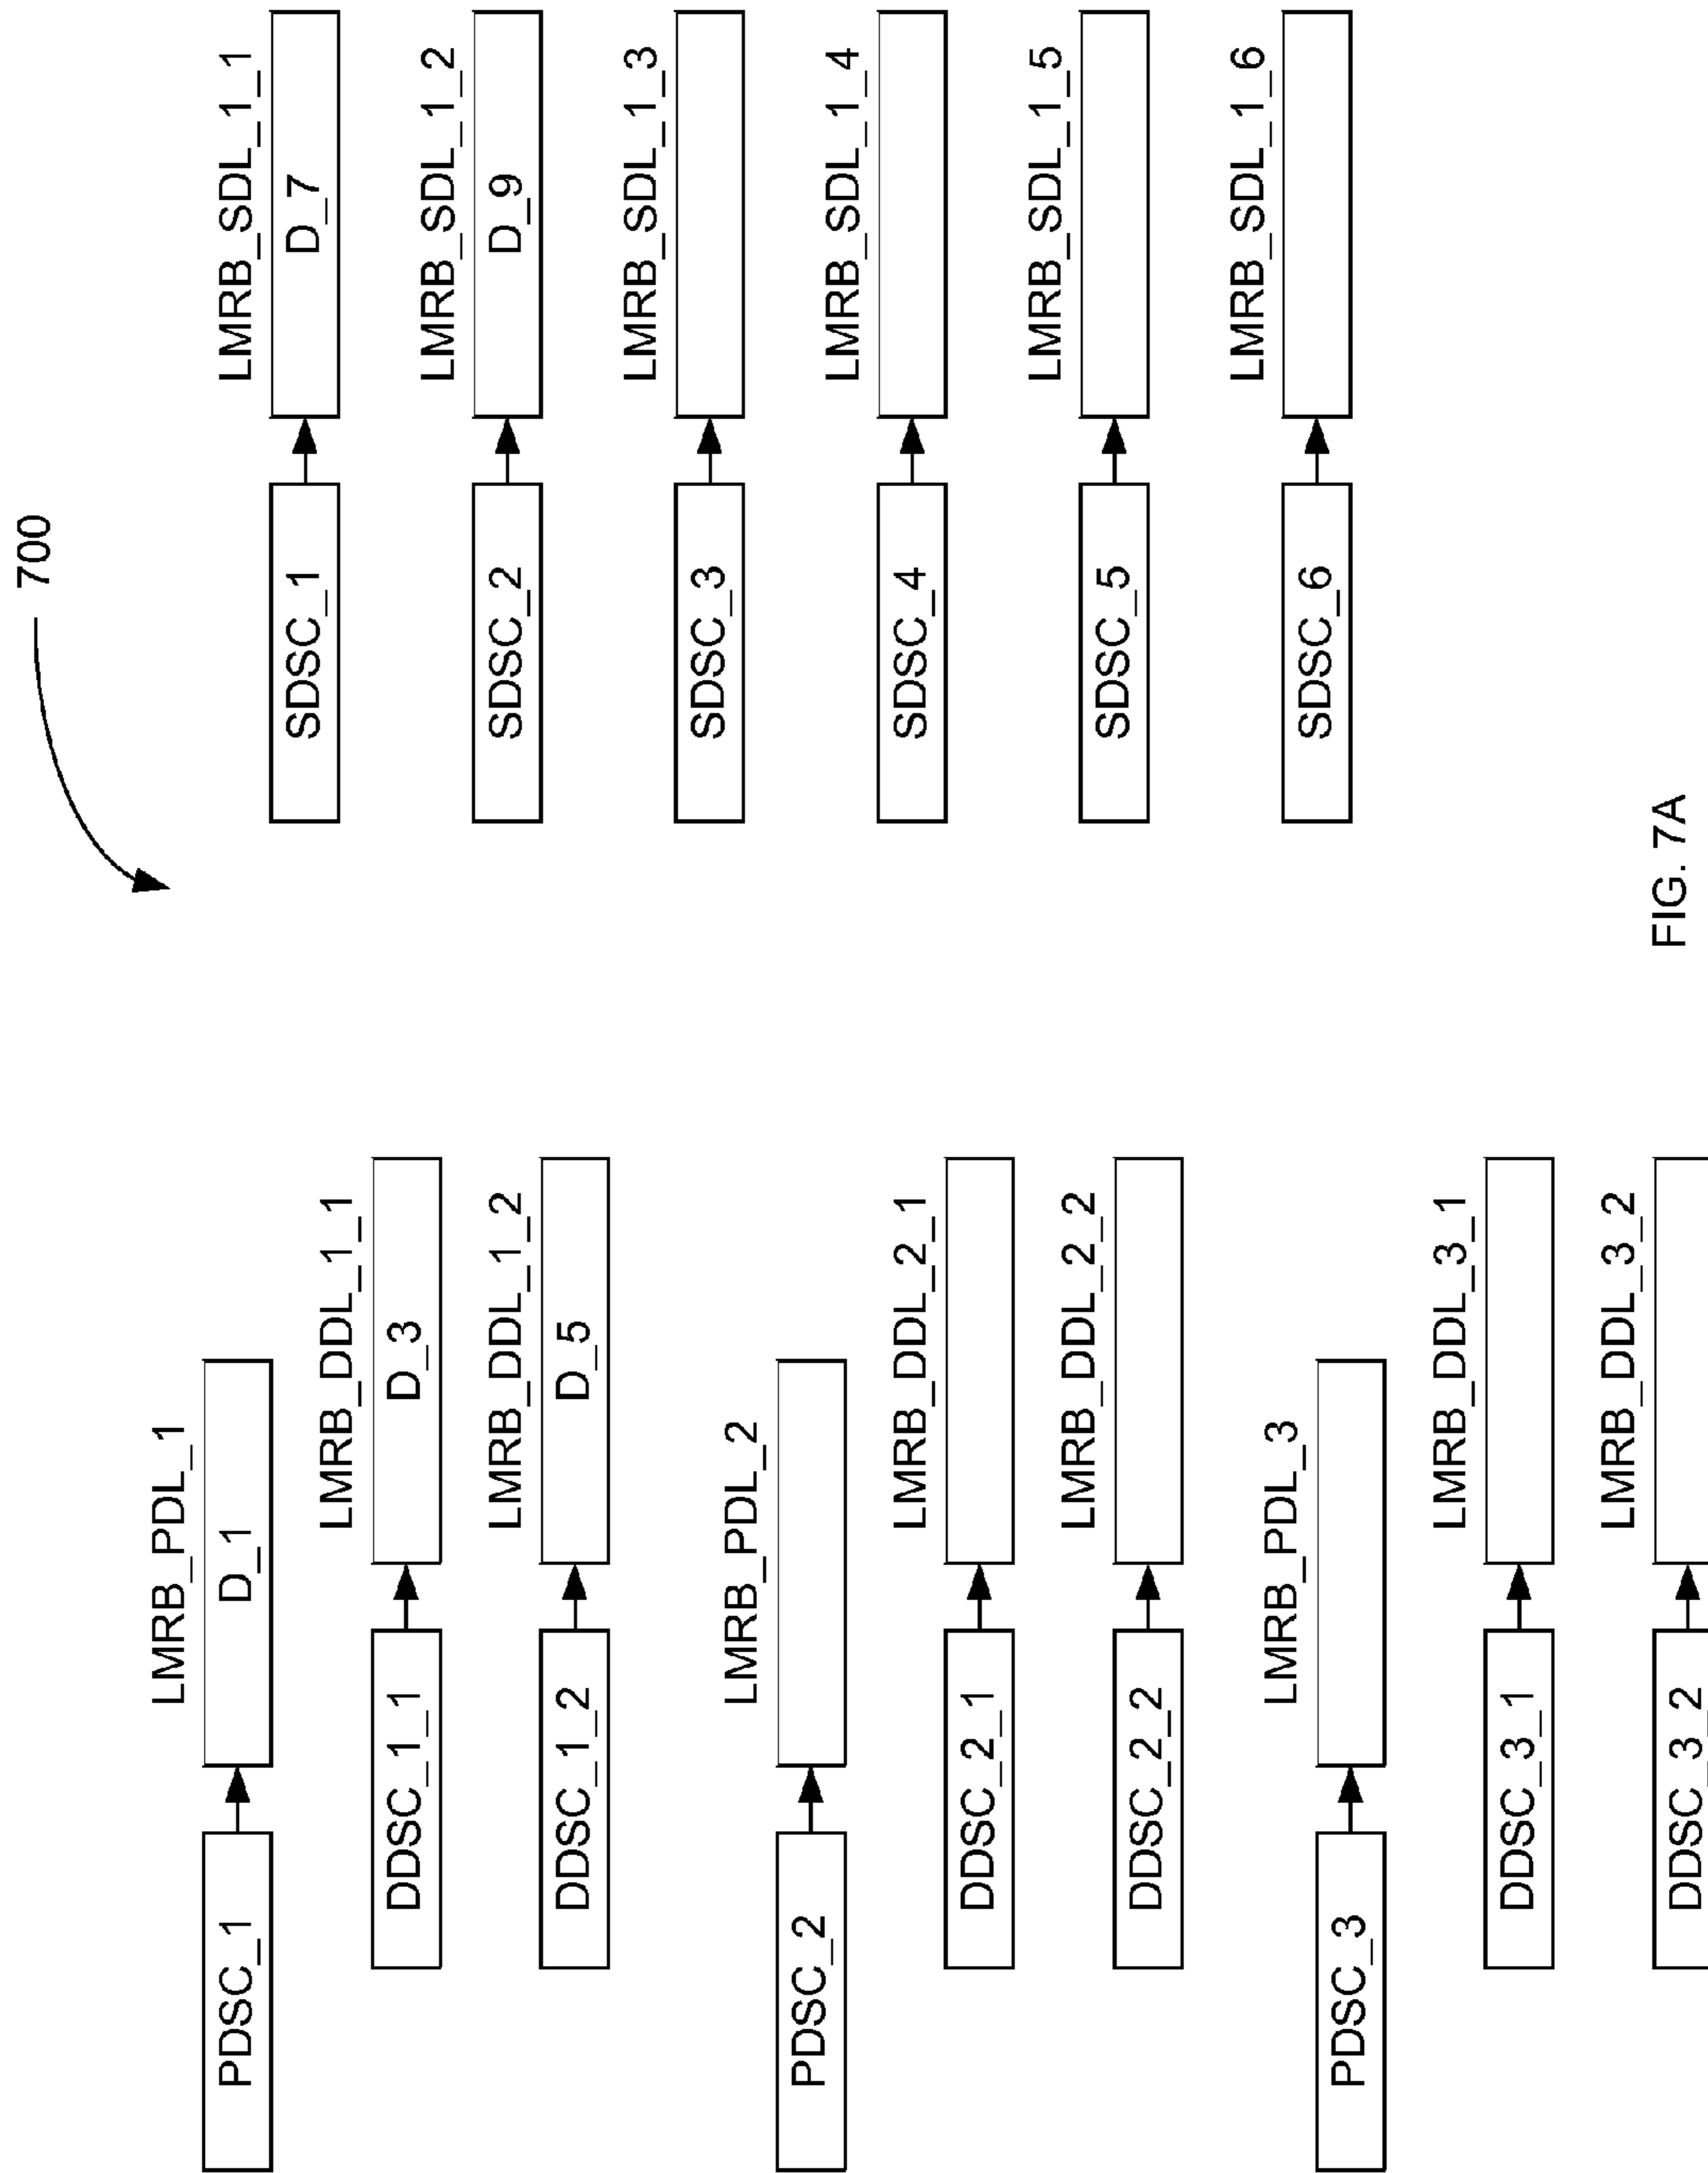 700
LMRB_PDL_1
PDSC_1
D_1
LMRB_DDL_1_1
DDSC_1_1
D_3
LMRB_DDL_1_2
DDSC_1_2
D_5
LMRB_PDL_2
PDSC_2
LMRB_DDL_2_1
DDSC_2_1
LMRB_DDL_2_2
DDSC_2_2
LMRB_PDL_3
PDSC_3
LMRB_DDL_3_1
DDSC_3_1
LMRB_DDL_3_2
DDSC_3_2
LMRB_SDL_1_1
SDSC_1
D_7
LMRB_SDL_1_2
SDSC_2
D_9
LMRB_SDL_1_3
SDSC_3
LMRB_SDL_1_4
SDSC_4
LMRB_SDL_1_5
SDSC_5
LMRB_SDL_1_6
SDSC_6
FIG. 7A